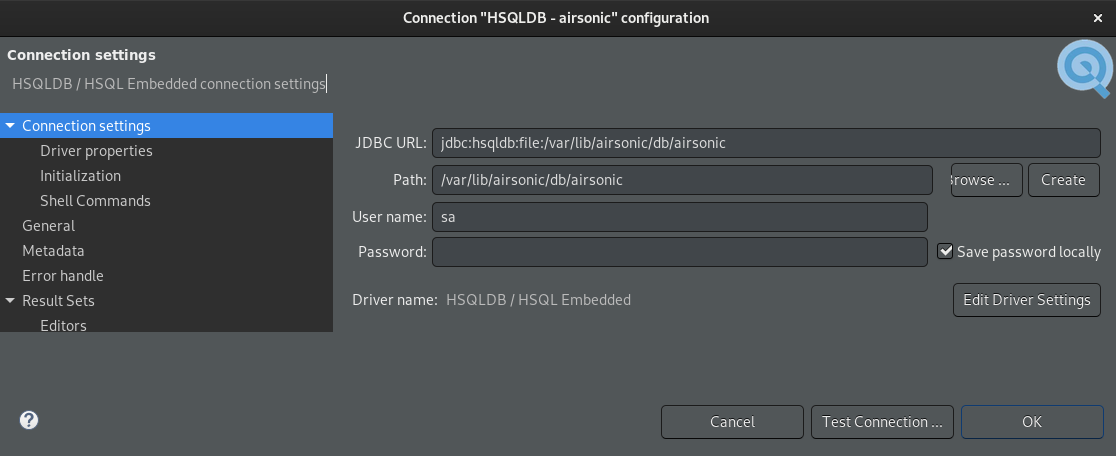 Connection "HSQLDB - airsonic" configuration
Connection settings
HSQLDB / HSQL Embedded connection settings
Connection settings
Driver properties
Initialization
Shell Commands
General
Metadata
Error handle
Result Sets
Editors
JDBC URL: jdbc:hsqldb:file:/var/lib/airsonic/db/airsonic
Path: /var/lib/airsonic/db/airsonic rowse ... Create
User name: sa
Password: Save password locally
Driver name: HSQLDB / HSQL Embedded Edit Driver Settings
? Cancel Test Connection ... OK